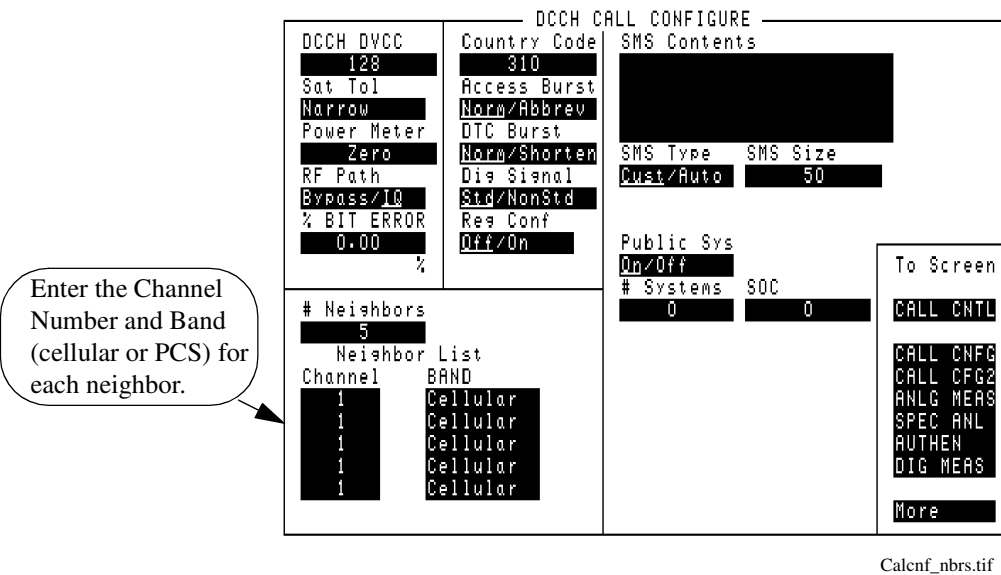 DCCH CALL CONFIGURE
DCCH DVCC
128
Sat Tol
Narrow
Power Meter
Zero
RF Path
Bypass/IQ
% BIT ERROR
0.00
%
Country Code
310
Access Burst
Norm/Abbrev
DTC Burst
Norm/Shorten
Dig Signal
Std/NonStd
Reg Conf
Off/On
SMS Contents
SMS Type SMS Size
Cust/Auto 50
Public Sys
On/Off
# Systems SOC
0 0
# Neighbors
5
Neighbor List
Channel BAND
1 Cellular
1 Cellular
1 Cellular
1 Cellular
1 Cellular
To Screen
CALL CNTL
CALL CNFG
CALL CFG2
ANLG MEAS
SPEC ANL
AUTHEN
DIG MEAS
More
Enter the Channel
Number and Band
(cellular or PCS) for
each neighbor.
Calcnf_nbrs.tif